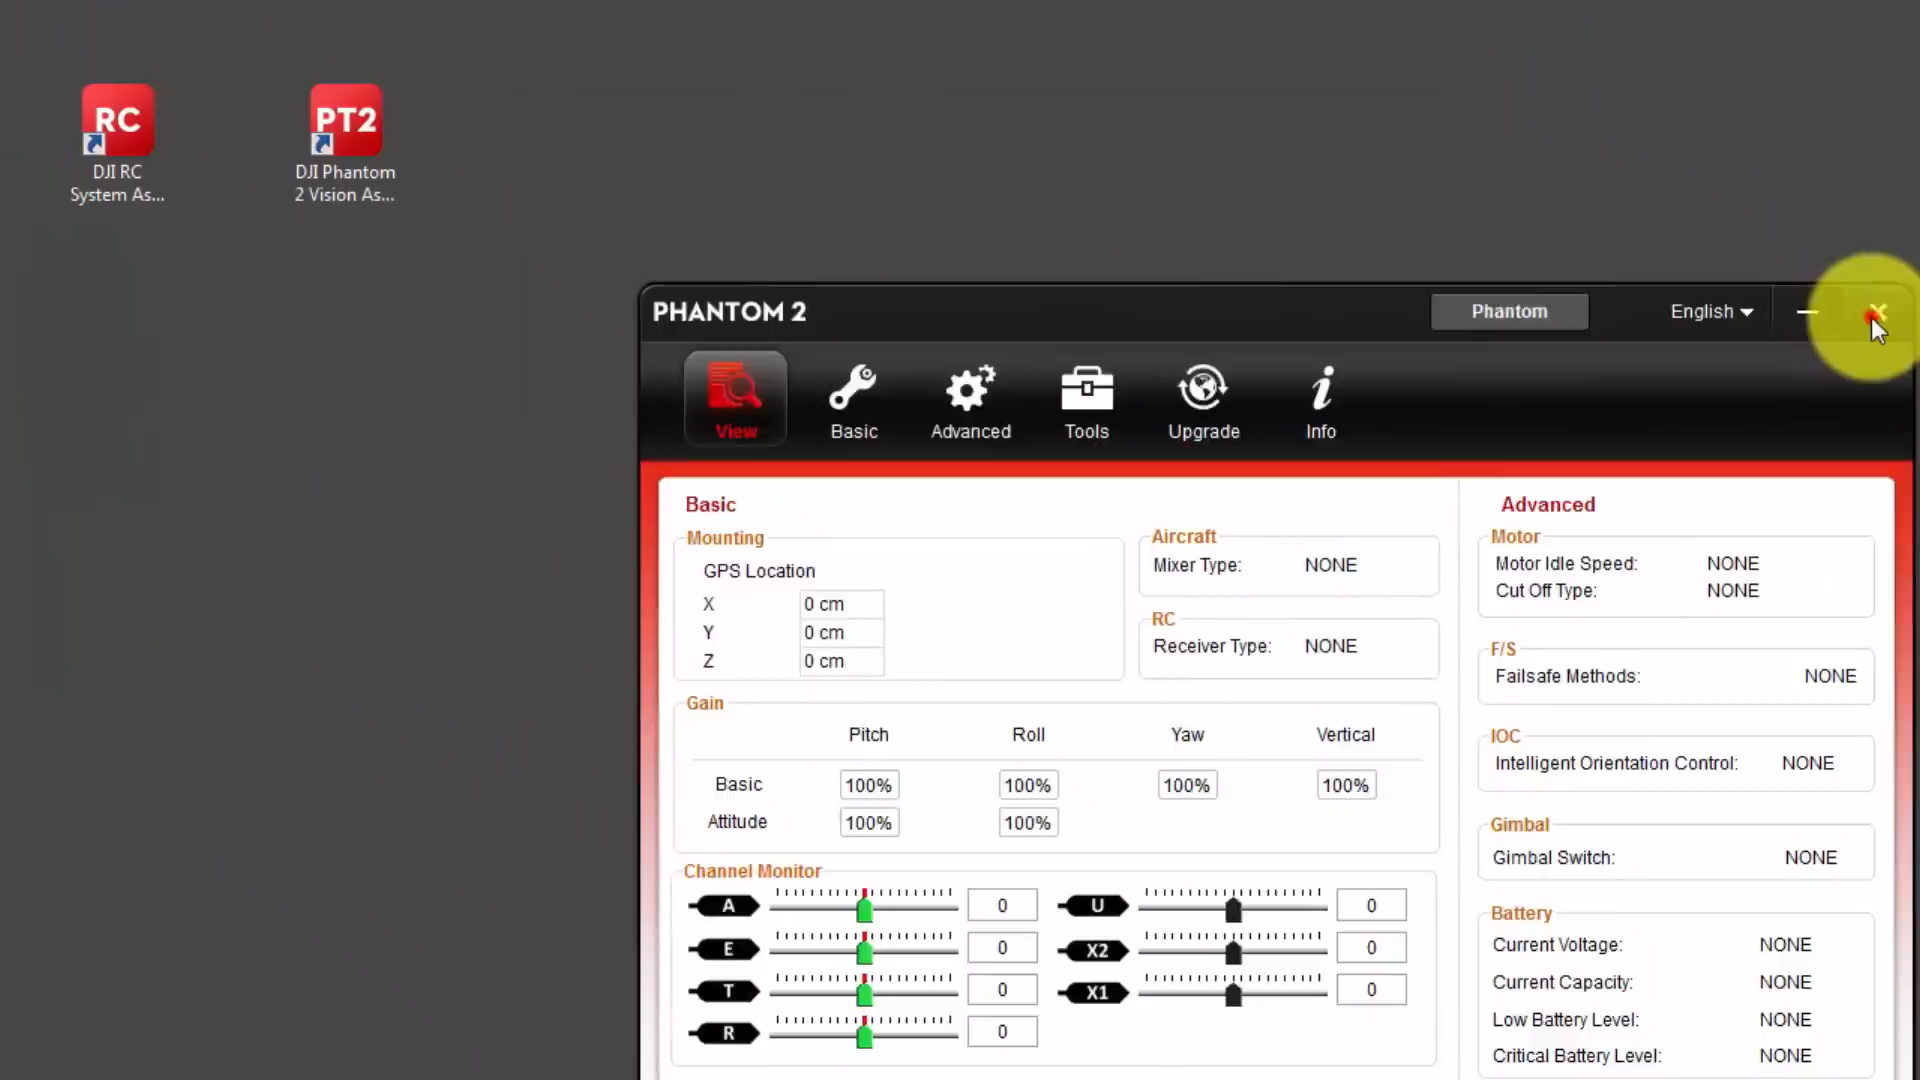 RC
DJI RC
System As...
PT2
DJI Phantom
2 Vision As...
PHANTOM 2
Phantom
English
View
Basic
Advanced
Tools
Upgrade
Info
Basic
Mounting
GPS Location
X 0 cm
Y 0 cm
Z 0 cm
Aircraft
Mixer Type: NONE
RC
Receiver Type: NONE
Gain
Pitch Roll Yaw Vertical
Basic 100% 100% 100% 100%
Attitude 100% 100%
Channel Monitor
A 0 U 0
E 0 X2 0
T 0 X1 0
R 0
Advanced
Motor
Motor Idle Speed: NONE
Cut Off Type: NONE
F/S
Failsafe Methods: NONE
IOC
Intelligent Orientation Control: NONE
Gimbal
Gimbal Switch: NONE
Battery
Current Voltage: NONE
Current Capacity: NONE
Low Battery Level: NONE
Critical Battery Level: NONE